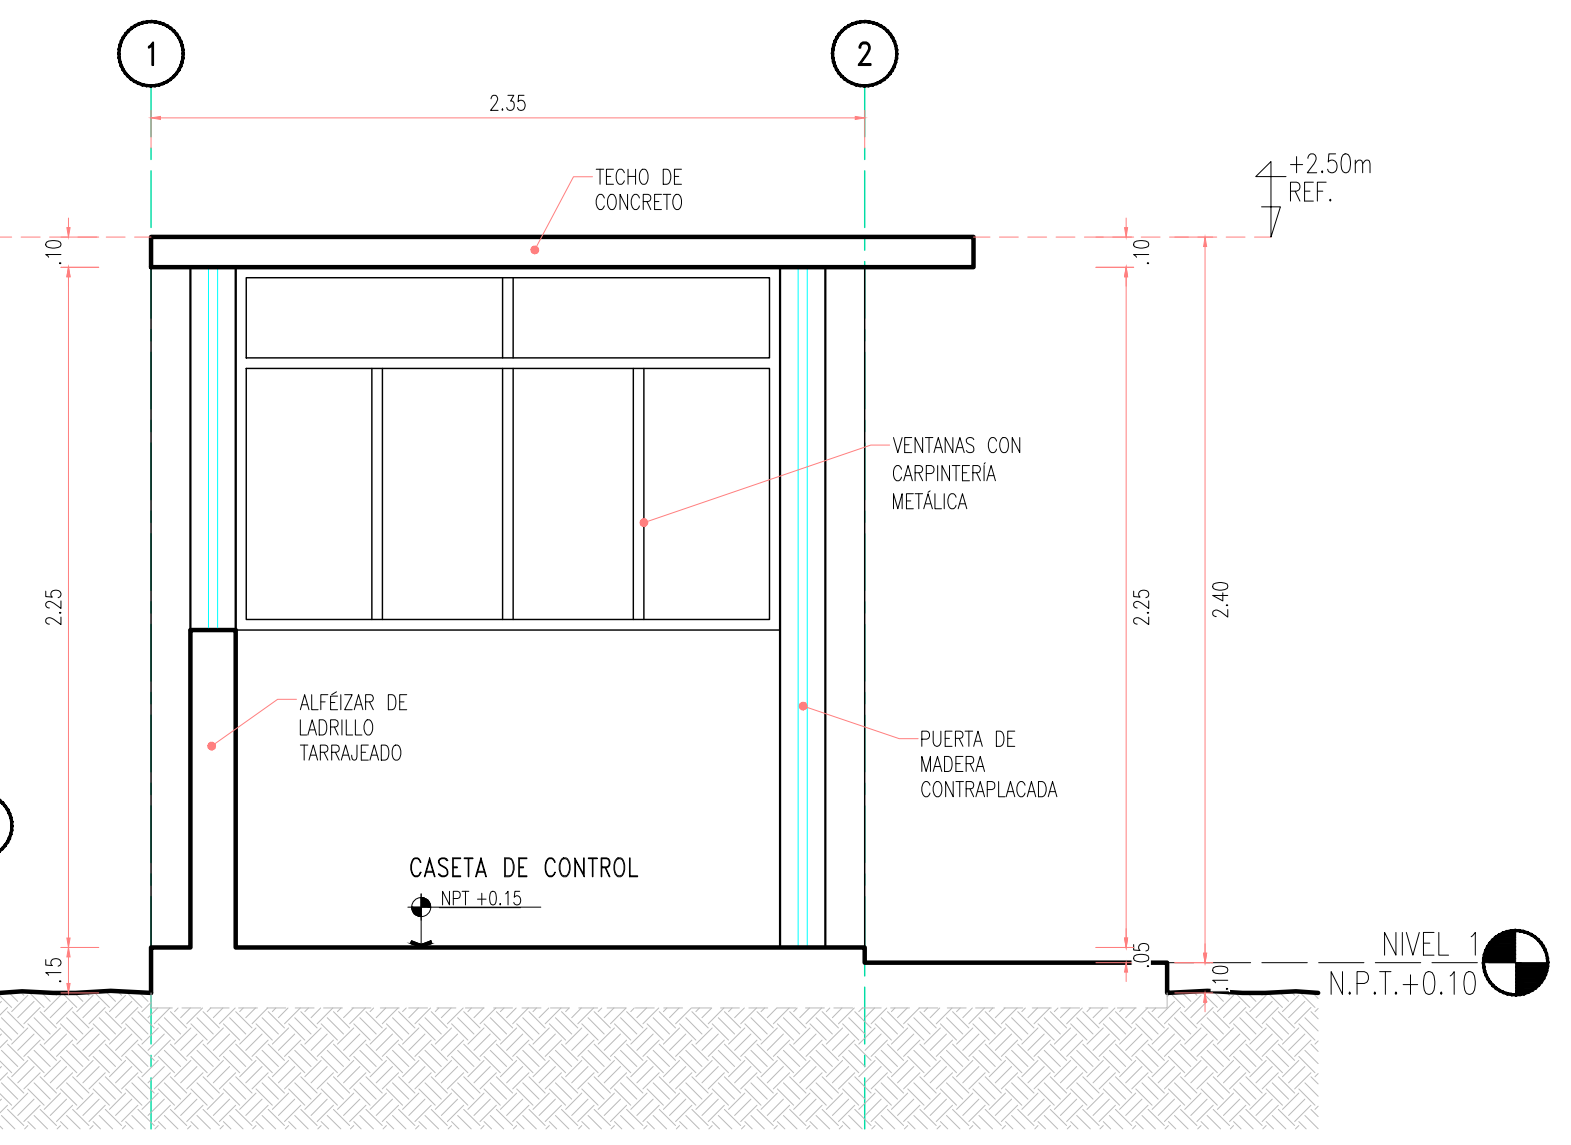 1
2
2.35
TECHO DE
CONCRETO
+2.50m
REF.
.10
.10
VENTANAS CON
CARPINTERÍA
METÁLICA
2.25
2.25
2.40
ALFÉIZAR DE
LADRILLO
TARRAJEADO
PUERTA DE
MADERA
CONTRAPLACADA
CASETA DE CONTROL
NPT +0.15
.15
.05
.10
NIVEL 1
N.P.T.+0.10